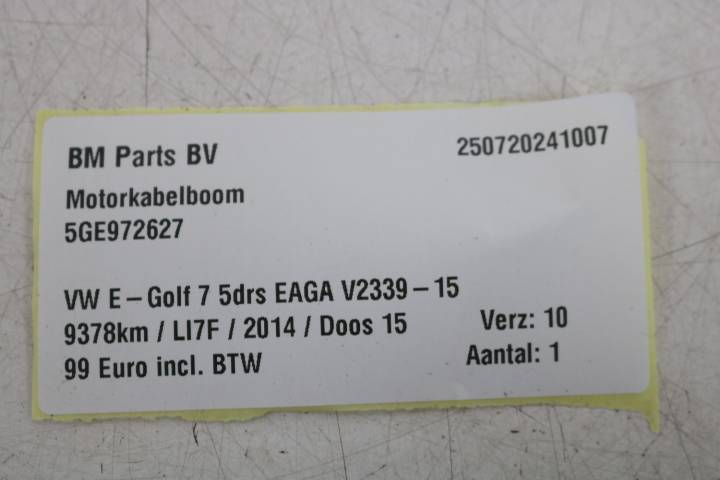 BM Parts BV
250720241007
Motorkabelboom
5GE972627
VW E-Golf 7 5drs EAGA V2339-15
9378km / LI7F / 2014 / Doos 15
Verz: 10
99 Euro incl. BTW
Aantal: 1